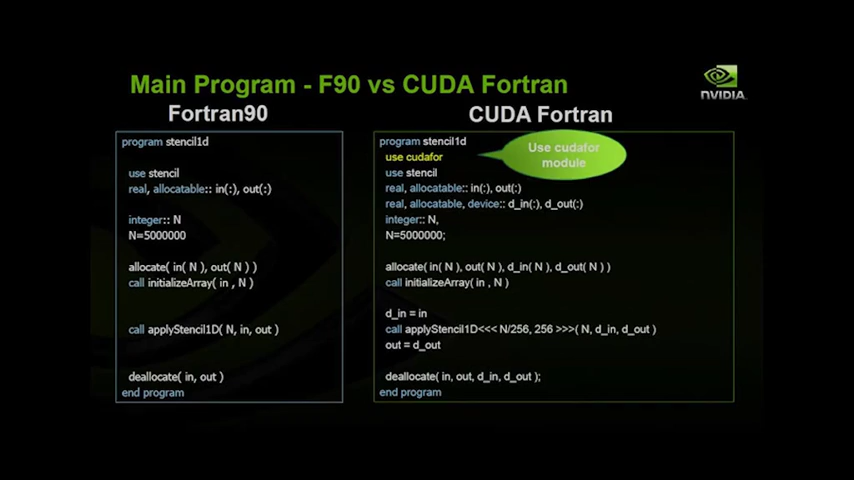 Main Program - F90 vs CUDA Fortran
NVIDIA.
Fortran90
program stencil1d
use stencil
real, allocatable:: in(:), out(:)
integer:: N
N=5000000
allocate( in( N ), out( N ) )
call initializeArray( in , N )
call applyStencil1D( N, in, out )
deallocate( in, out )
end program
CUDA Fortran
program stencil1d
use cudafor
use stencil
real, allocatable:: in(:), out(:)
real, allocatable, device:: d_in(:), d_out(:)
integer:: N,
N=5000000;
allocate( in( N ), out( N ), d_in( N ), d_out( N ) )
call initializeArray( in , N )
d_in = in
call applyStencil1D<<< N/256, 256 >>>( N, d_in, d_out )
out = d_out
deallocate( in, out, d_in, d_out );
end program
Use cudafor
module